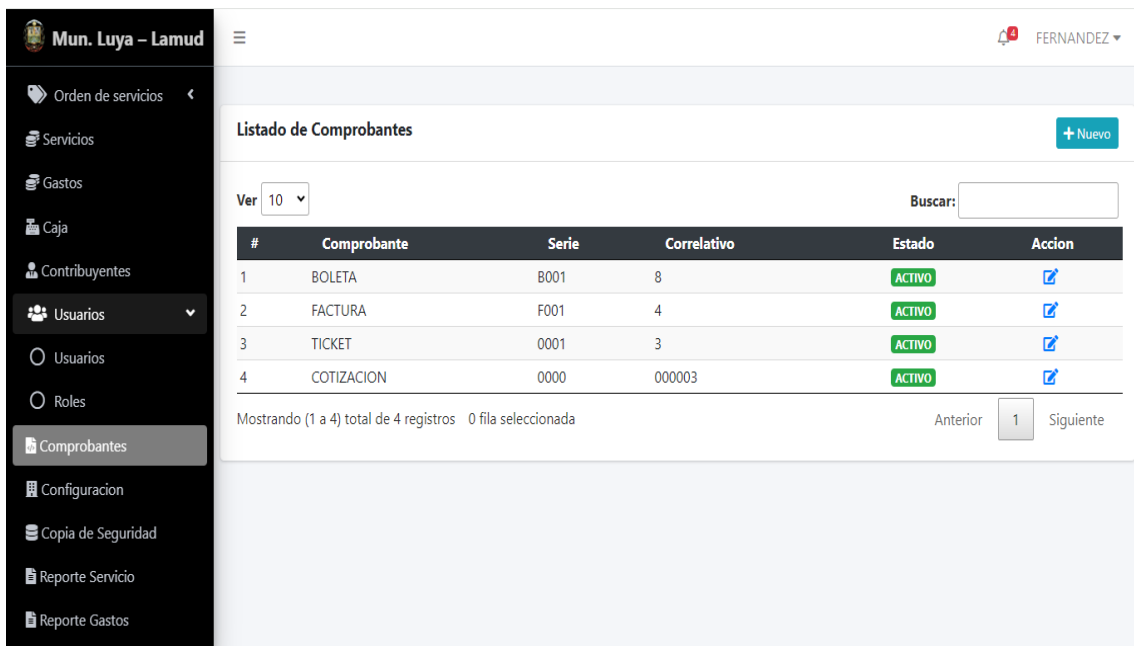 Mun. Luya – Lamud
4
FERNANDEZ
Orden de servicios
Servicios
Gastos
Caja
Contribuyentes
Usuarios
Usuarios
Roles
Comprobantes
Configuracion
Copia de Seguridad
Reporte Servicio
Reporte Gastos
Listado de Comprobantes
+ Nuevo
Ver 10
Buscar:
# Comprobante Serie Correlativo Estado Accion
1 BOLETA B001 8 ACTIVO
2 FACTURA F001 4 ACTIVO
3 TICKET 0001 3 ACTIVO
4 COTIZACION 0000 000003 ACTIVO
Mostrando (1 a 4) total de 4 registros 0 fila seleccionada
Anterior 1 Siguiente